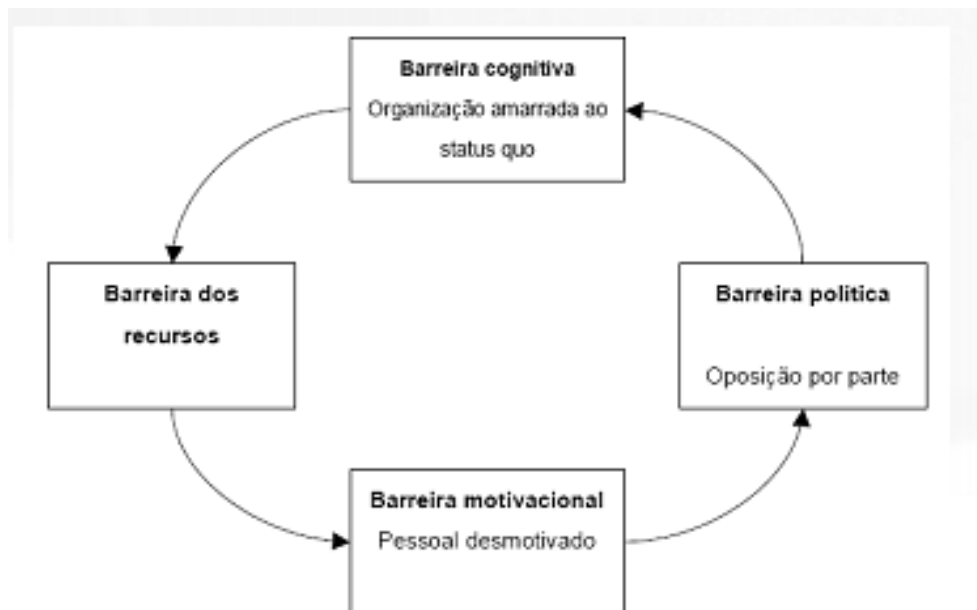 Barreira cognitiva
Organização amarrada ao
status quo
Barreira dos
recursos
Barreira política
Oposição por parte
Barreira motivacional
Pessoal desmotivado